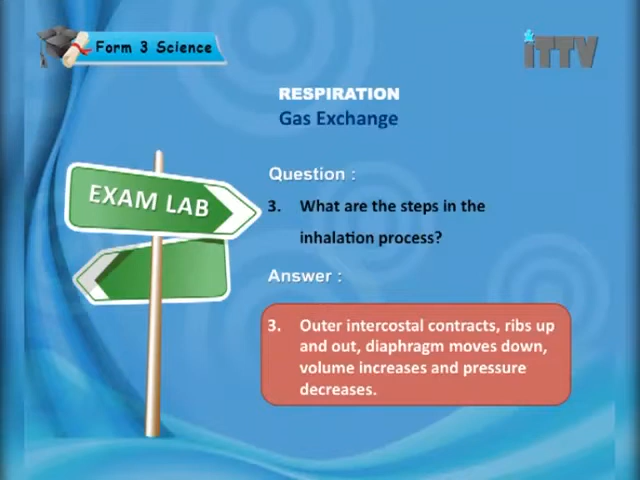 Form 3 Science
iTTV
RESPIRATION
Gas Exchange
EXAM LAB
Question :
3. What are the steps in the
inhalation process?
Answer :
3. Outer intercostal contracts, ribs up
and out, diaphragm moves down,
volume increases and pressure
decreases.